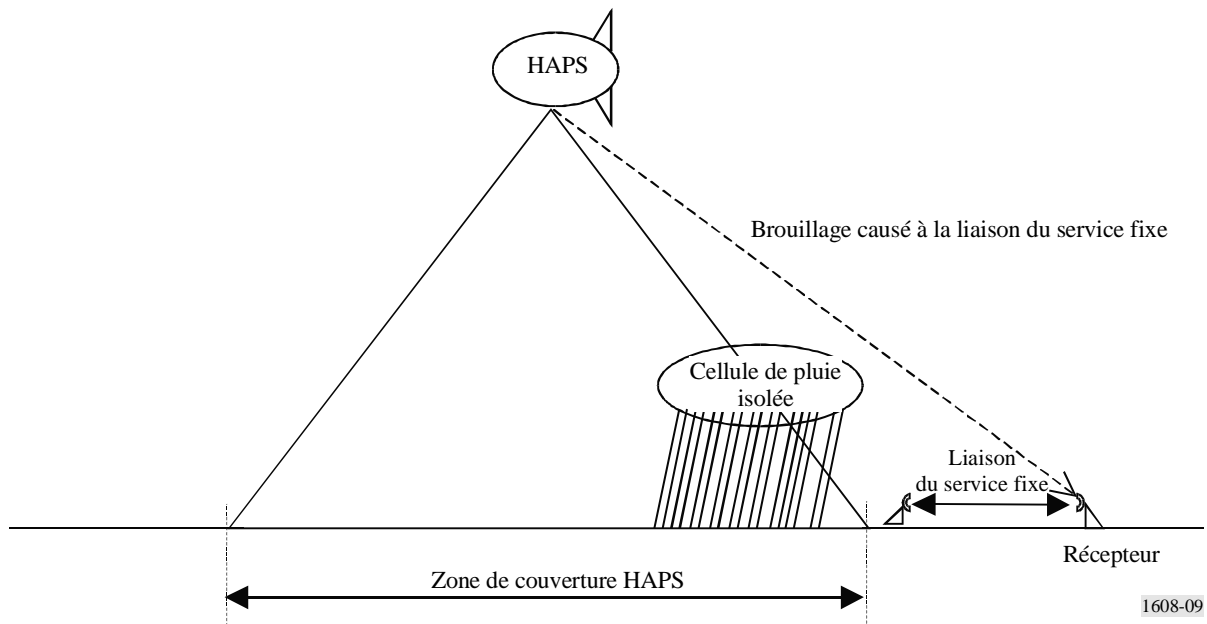 HAPS
Brouillage causé à la liaison du service fixe
Cellule de pluie
isolée
Liaison
du service fixe
Récepteur
Zone de couverture HAPS
1608-09